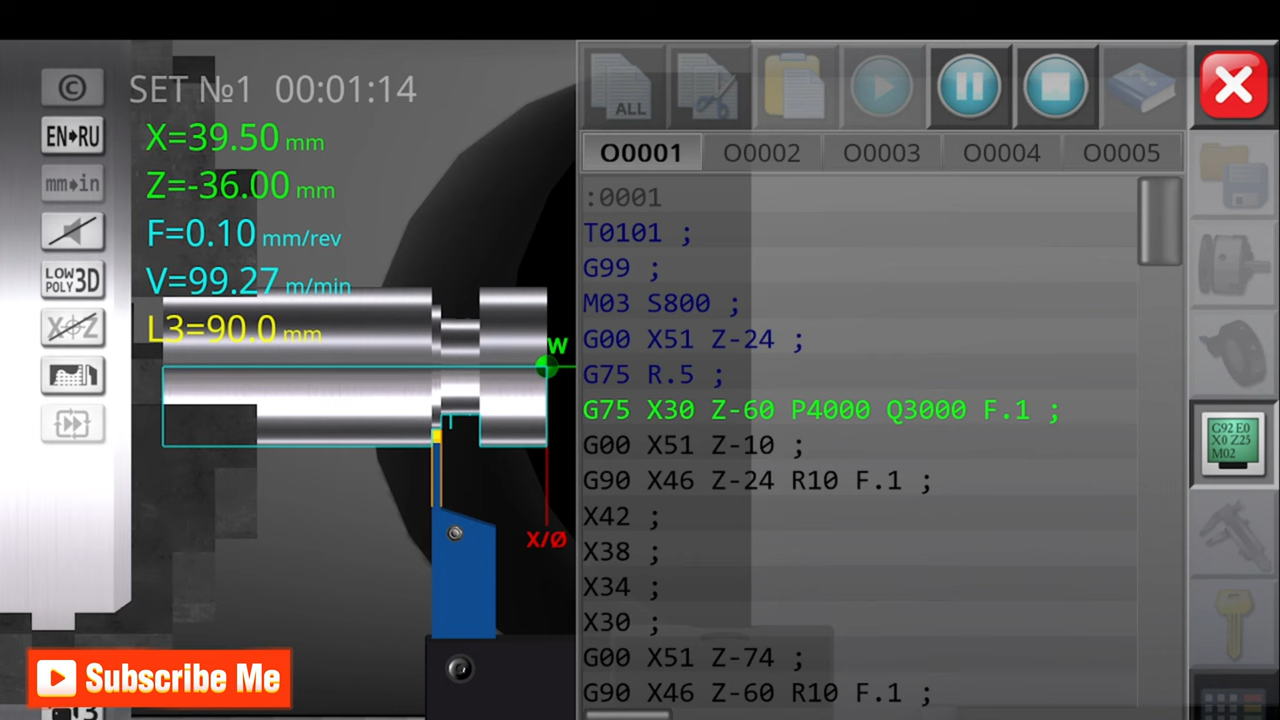 ©
SET №1 00:01:14
EN▸RU
X=39.50 mm
mm▸in
Z=-36.00 mm
F=0.10 mm/rev
LOW POLY 3D
V=99.27 m/min
X Z
L3=90.0 mm
W
X/Ø
Subscribe Me
3
ALL
O0001 O0002 O0003 O0004 O0005
:0001
T0101 ;
G99 ;
M03 S800 ;
G00 X51 Z-24 ;
G75 R.5 ;
G75 X30 Z-60 P4000 Q3000 F.1 ;
G00 X51 Z-10 ;
G90 X46 Z-24 R10 F.1 ;
X42 ;
X38 ;
X34 ;
X30 ;
G00 X51 Z-74 ;
G90 X46 Z-60 R10 F.1 ;
G92 E0
X0 Z25
M02